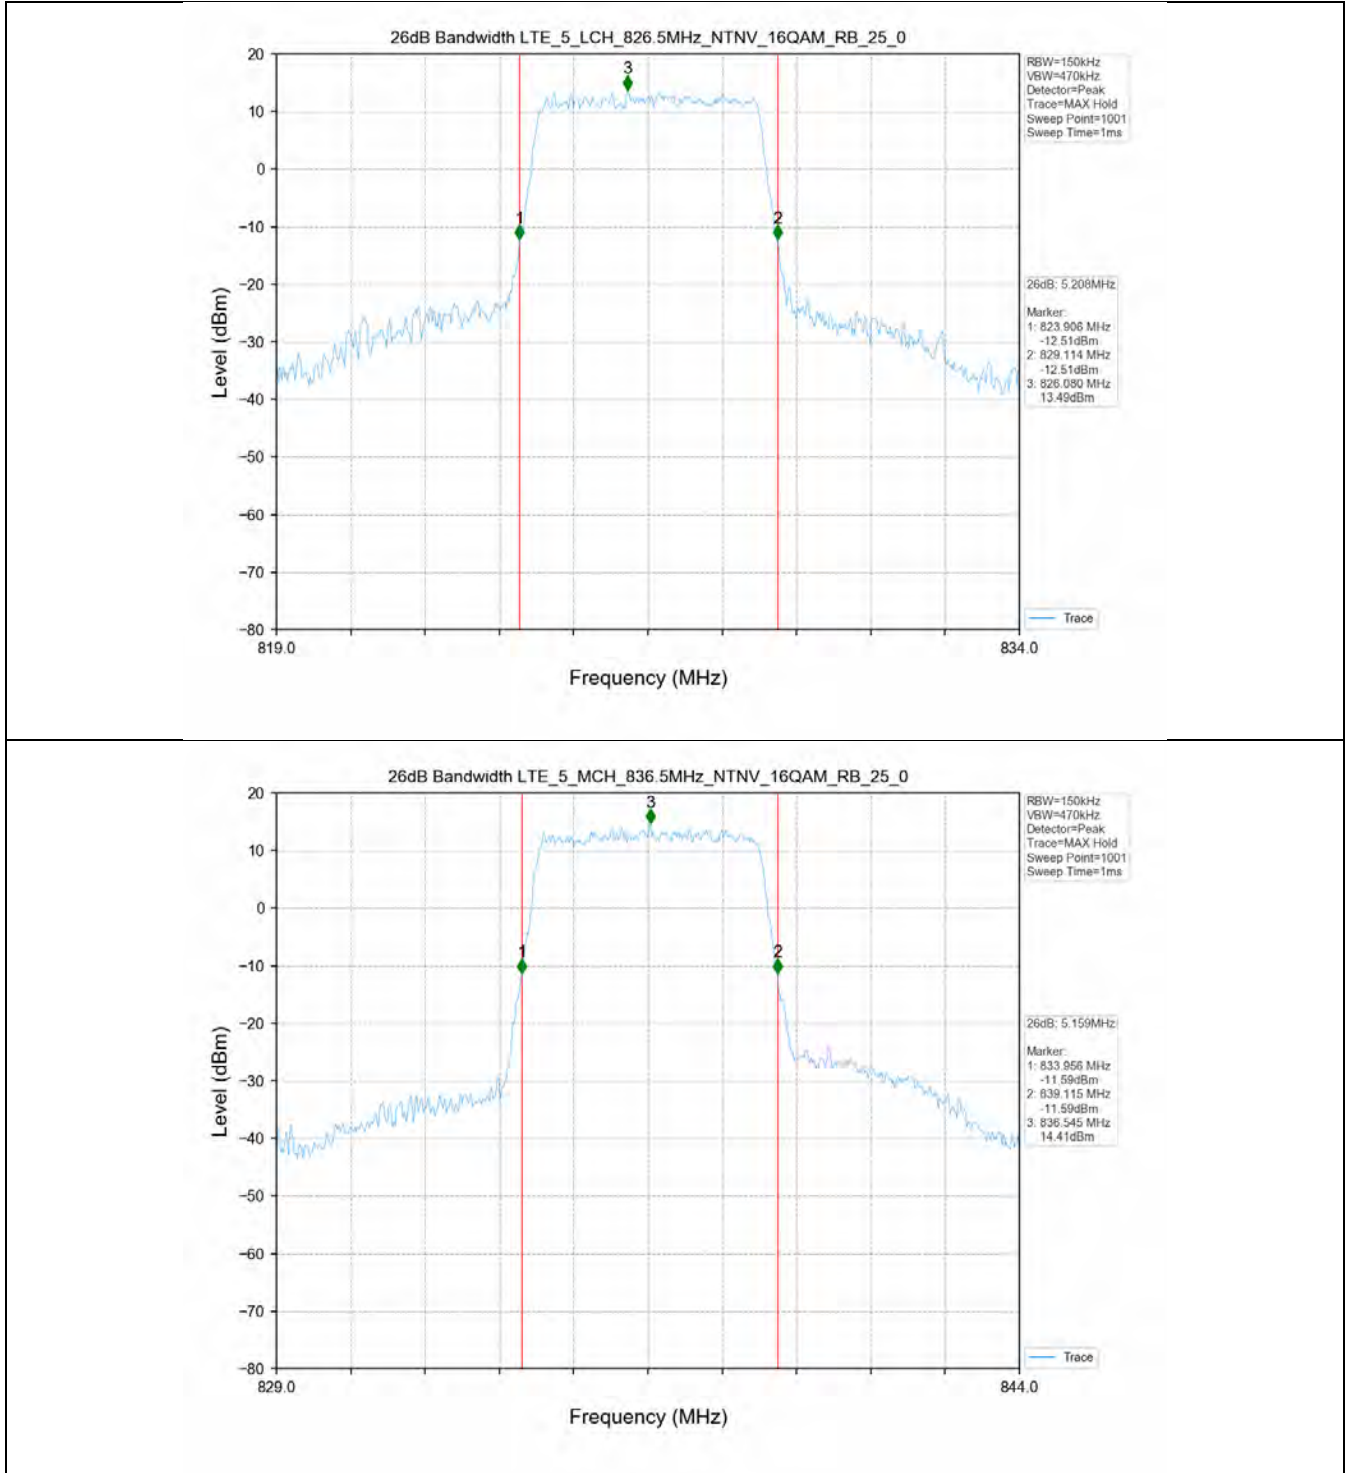 26dB Bandwidth LTE_5_LCH_826.5MHz_NTNV_16QAM_RB_25_0
20
10
0
−10
−20
−30
−40
−50
−60
−70
−80
Level (dBm)
1
2
3
819.0
834.0
Frequency (MHz)
RBW=150kHz
VBW=470kHz
Detector=Peak
Trace=MAX Hold
Sweep Point=1001
Sweep Time=1ms
26dB: 5.208MHz
Marker:
1: 823.906 MHz
-12.51dBm
2: 829.114 MHz
-12.51dBm
3: 826.080 MHz
13.49dBm
Trace
26dB Bandwidth LTE_5_MCH_836.5MHz_NTNV_16QAM_RB_25_0
20
10
0
−10
−20
−30
−40
−50
−60
−70
−80
Level (dBm)
1
2
3
829.0
844.0
Frequency (MHz)
RBW=150kHz
VBW=470kHz
Detector=Peak
Trace=MAX Hold
Sweep Point=1001
Sweep Time=1ms
26dB: 5.159MHz
Marker:
1: 833.956 MHz
-11.59dBm
2: 839.115 MHz
-11.59dBm
3: 836.545 MHz
14.41dBm
Trace